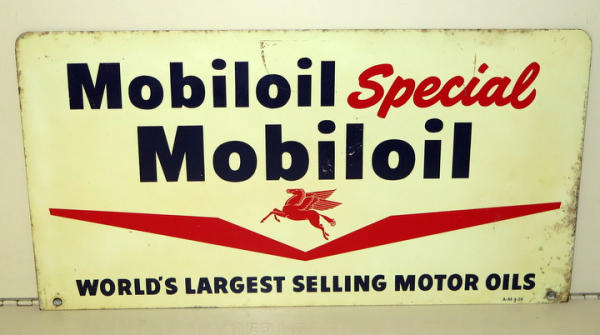 Mobiloil Special
Mobiloil
WORLD'S LARGEST SELLING MOTOR OILS